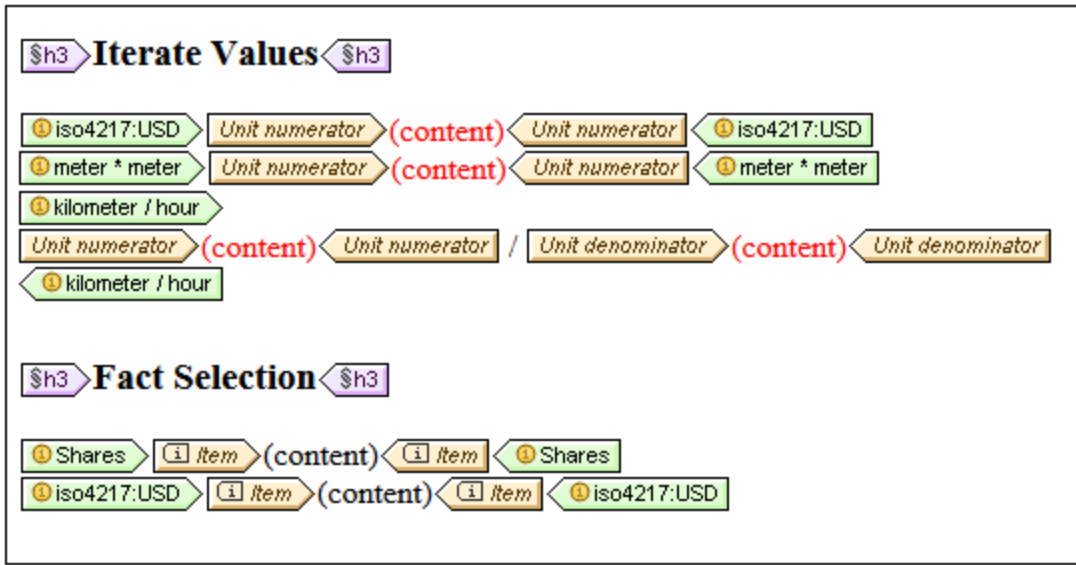 §h3 Iterate Values §h3
iso4217:USD Unit numerator (content) Unit numerator iso4217:USD
meter * meter Unit numerator (content) Unit numerator meter * meter
kilometer / hour
Unit numerator (content) Unit numerator / Unit denominator (content) Unit denominator
kilometer / hour
§h3 Fact Selection §h3
Shares i Item (content) i Item Shares
iso4217:USD i Item (content) i Item iso4217:USD